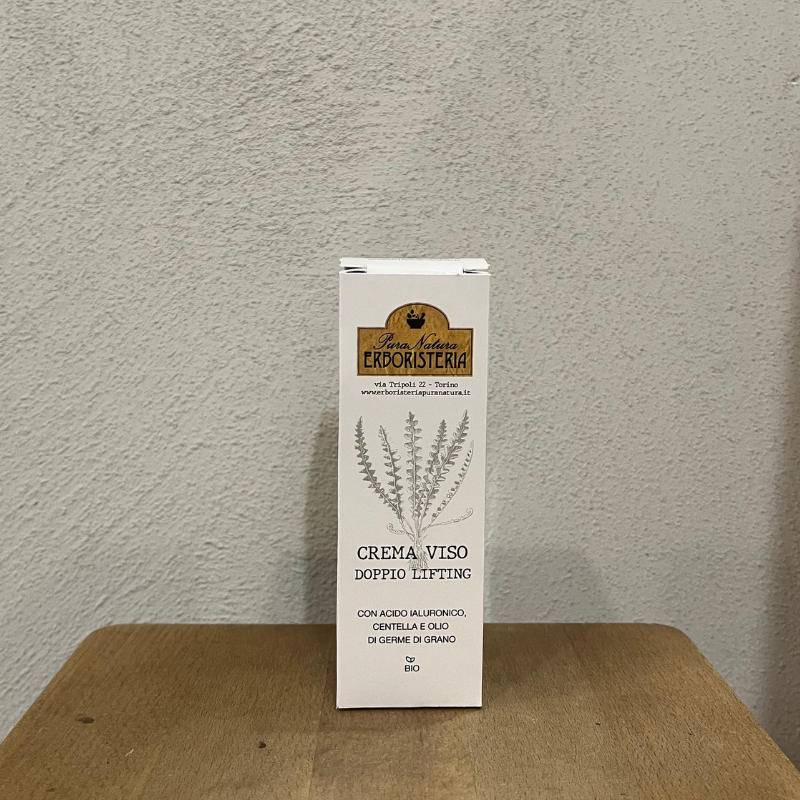 Pura Natura
ERBORISTERIA
via Tripoli 22 - Torino
www.erboristeriapuranatura.it
CREMA VISO
DOPPIO LIFTING
CON ACIDO IALURONICO,
CENTELLA E OLIO
DI GERME DI GRANO
BIO